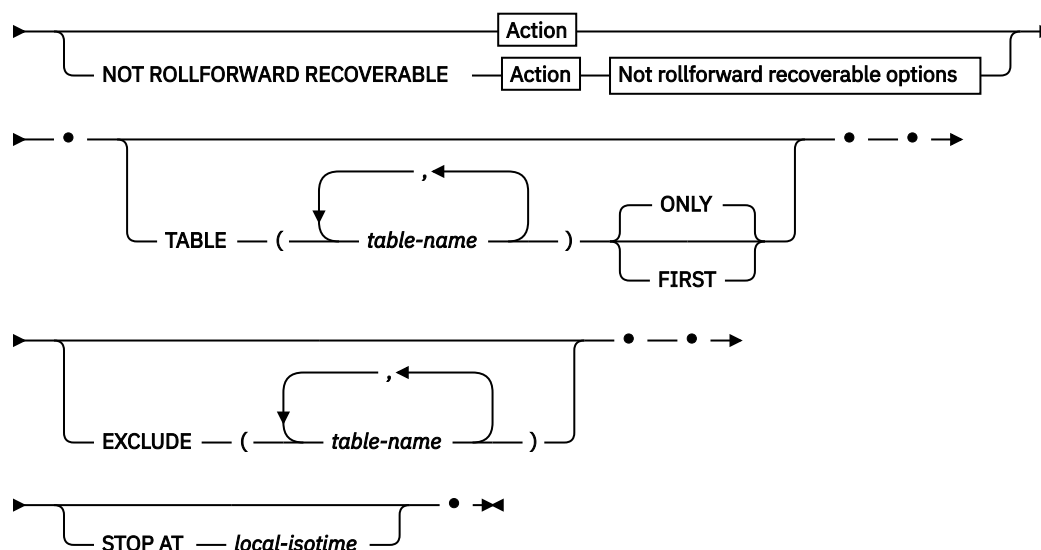 Action
NOT ROLLFORWARD RECOVERABLE Action Not rollforward recoverable options
,
TABLE ( table-name ) ONLY
FIRST
,
EXCLUDE ( table-name )
STOP AT local-isotime